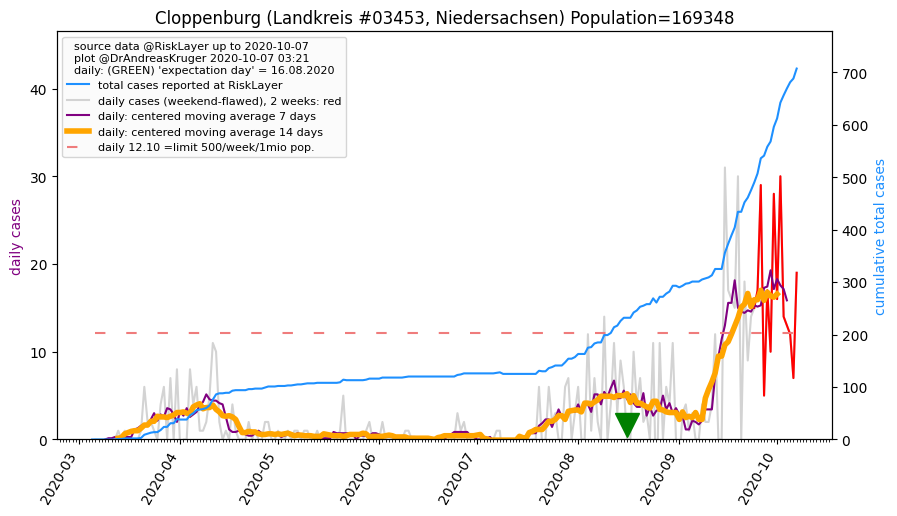 Cloppenburg (Landkreis #03453, Niedersachsen) Population=169348
source data @RiskLayer up to 2020-10-07
plot @DrAndreasKruger 2020-10-07 03:21
daily: (GREEN) 'expectation day' = 16.08.2020
total cases reported at RiskLayer
daily cases (weekend-flawed), 2 weeks: red
daily: centered moving average 7 days
daily: centered moving average 14 days
daily 12.10 =limit 500/week/1mio pop.
daily cases
40
30
20
10
0
cumulative total cases
700
600
500
400
300
200
100
0
2020-03
2020-04
2020-05
2020-06
2020-07
2020-08
2020-09
2020-10